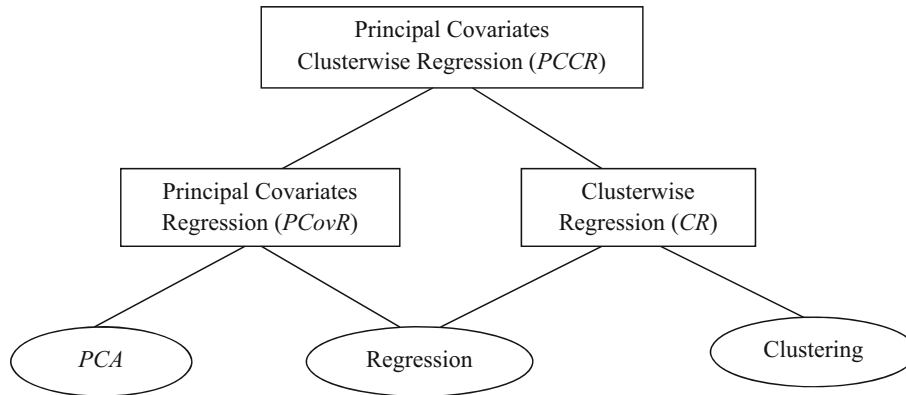 Principal Covariates
Clusterwise Regression (PCCR)
Principal Covariates
Regression (PCovR)
Clusterwise
Regression (CR)
PCA
Regression
Clustering